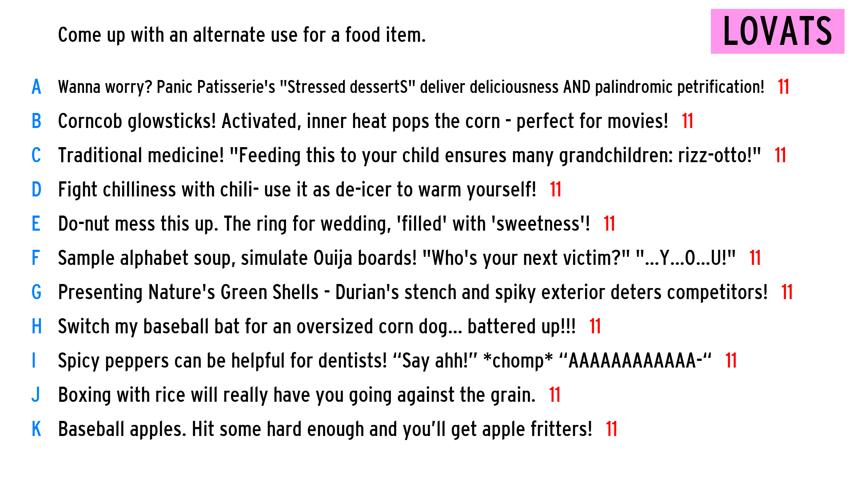 Come up with an alternate use for a food item.
LOVATS
A Wanna worry? Panic Patisserie's "Stressed dessertS" deliver deliciousness AND palindromic petrification! 11
B Corncob glowsticks! Activated, inner heat pops the corn - perfect for movies! 11
C Traditional medicine! "Feeding this to your child ensures many grandchildren: rizz-otto!" 11
D Fight chilliness with chili- use it as de-icer to warm yourself! 11
E Do-nut mess this up. The ring for wedding, 'filled' with 'sweetness'! 11
F Sample alphabet soup, simulate Ouija boards! "Who's your next victim?" "...Y...O...U!" 11
G Presenting Nature's Green Shells - Durian's stench and spiky exterior deters competitors! 11
H Switch my baseball bat for an oversized corn dog... battered up!!! 11
I Spicy peppers can be helpful for dentists! “Say ahh!” *chomp* “AAAAAAAAAAAA-“ 11
J Boxing with rice will really have you going against the grain. 11
K Baseball apples. Hit some hard enough and you’ll get apple fritters! 11